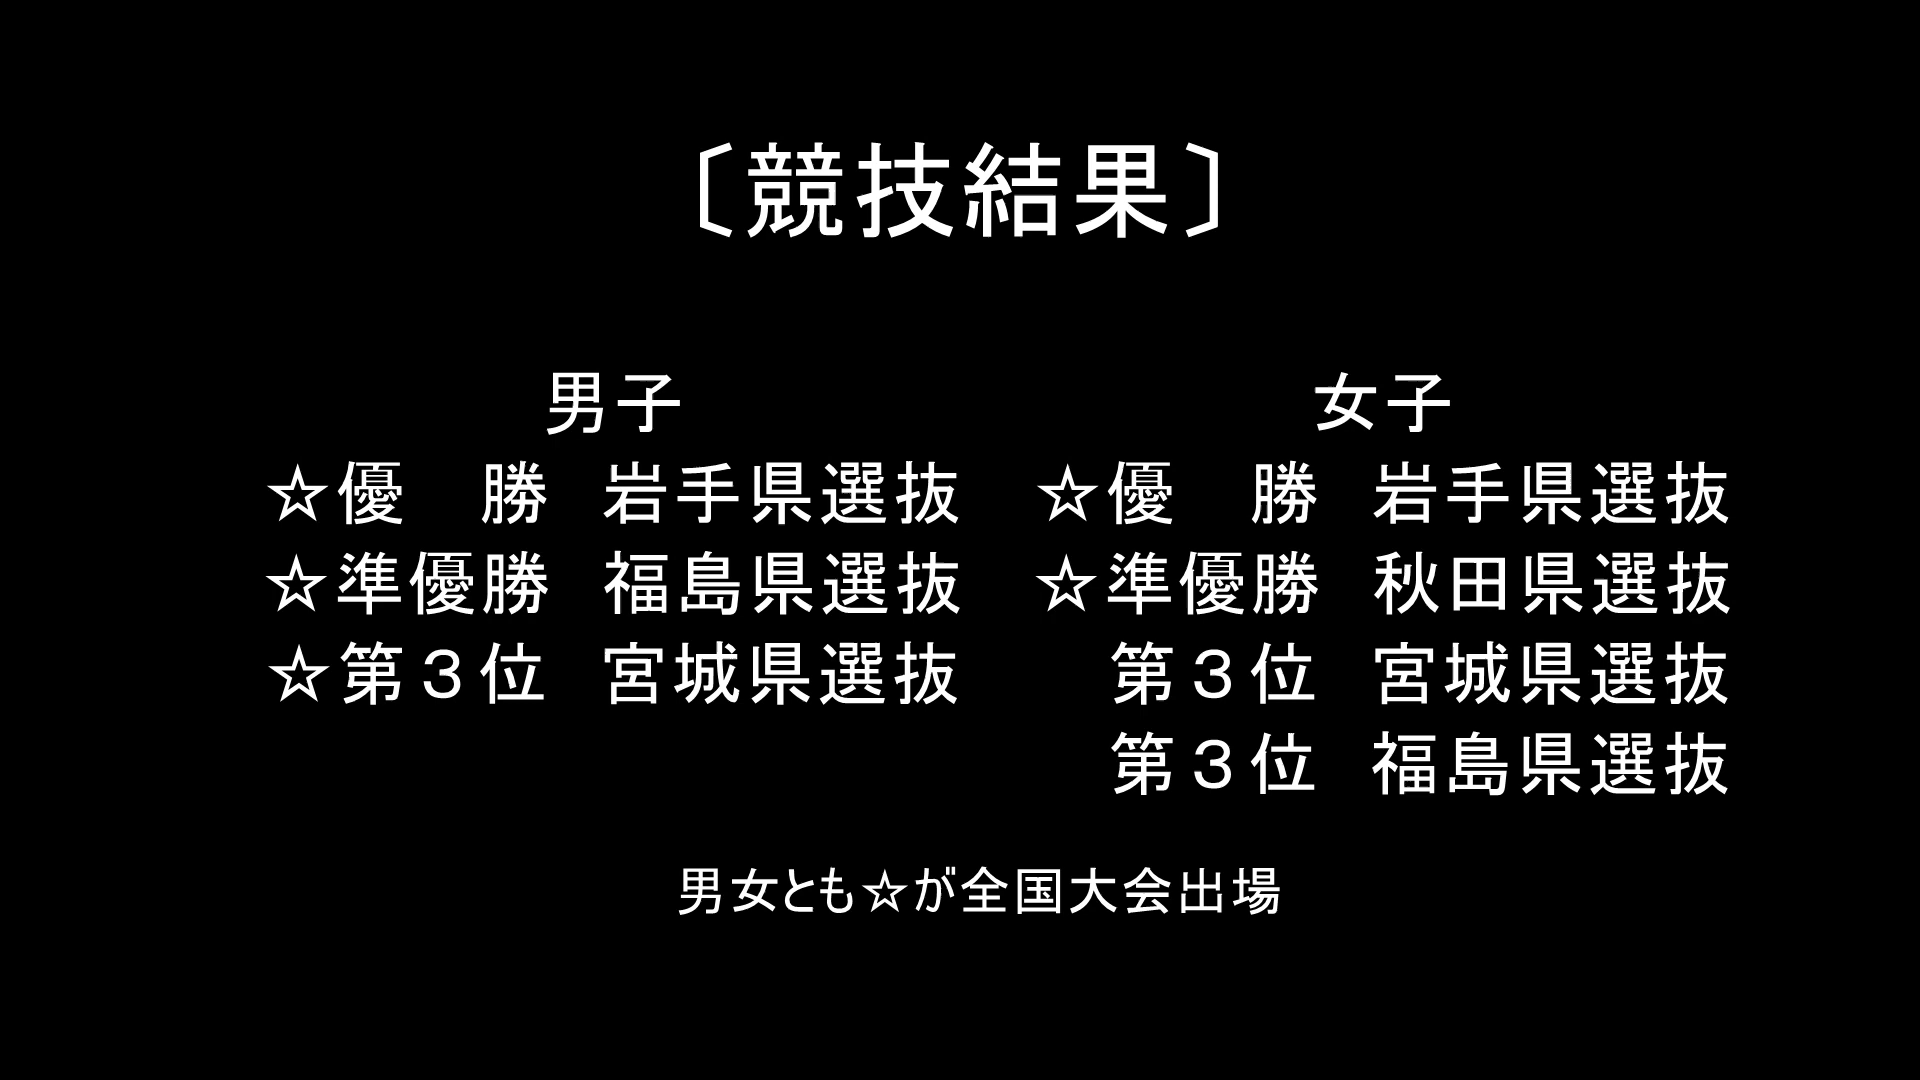 〔競技結果〕
男子
☆優　勝　岩手県選抜
☆準優勝　福島県選抜
☆第３位　宮城県選抜
女子
☆優　勝　岩手県選抜
☆準優勝　秋田県選抜
第３位　宮城県選抜
第３位　福島県選抜
男女とも☆が全国大会出場